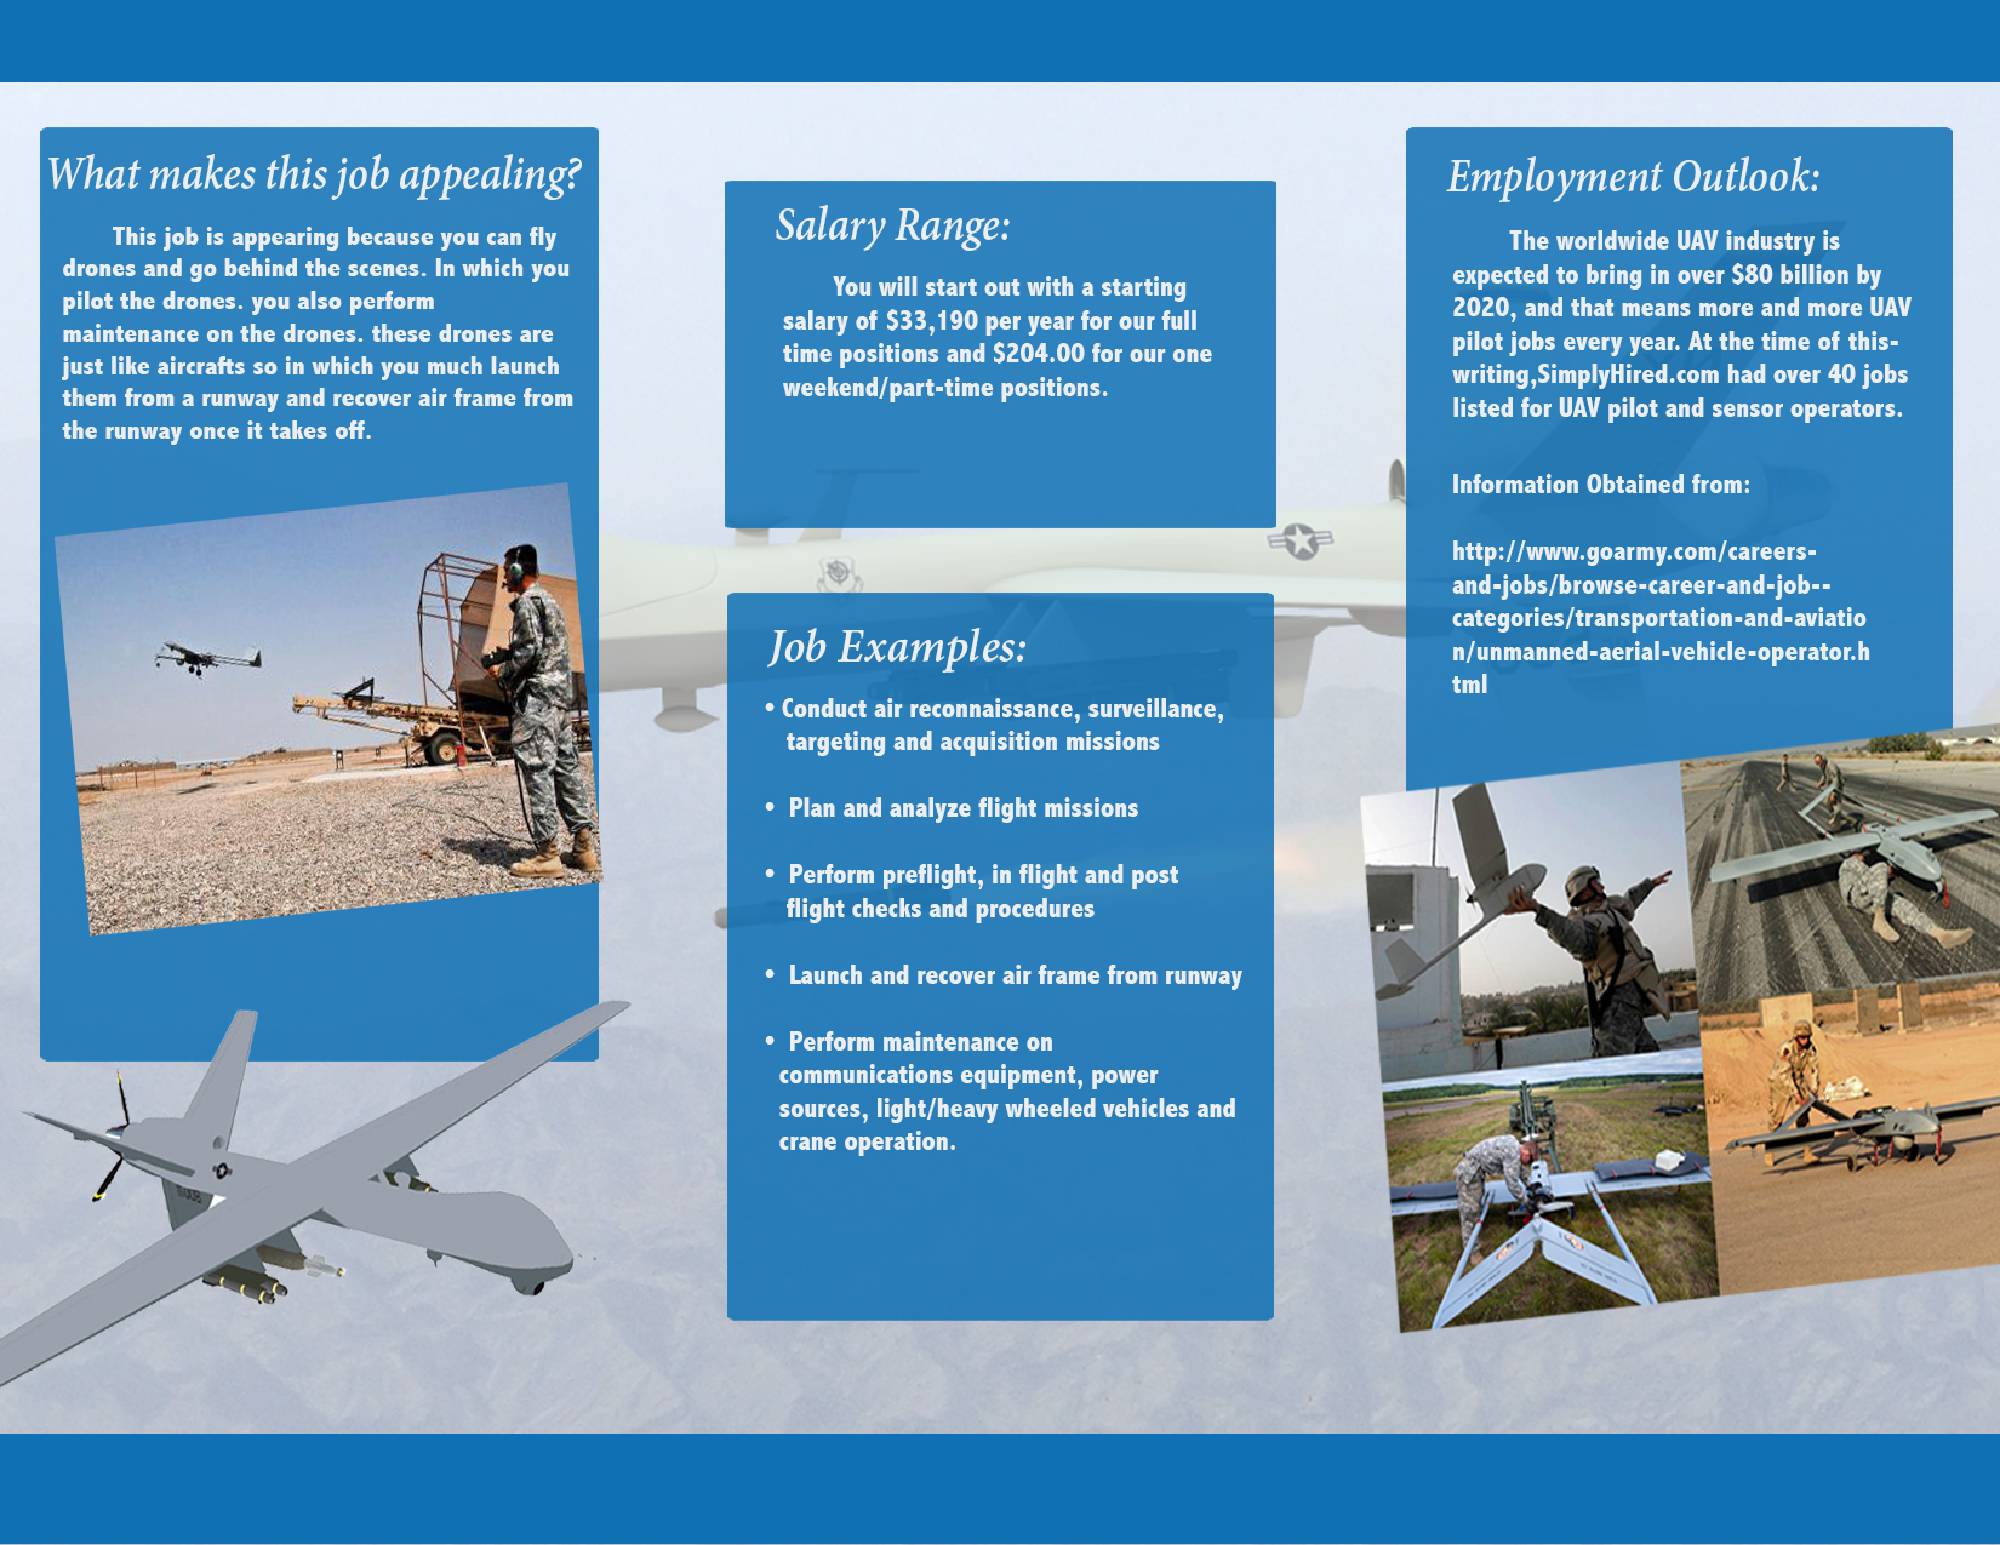 What makes this job appealing?
This job is appearing because you can fly
drones and go behind the scenes. In which you
pilot the drones. you also perform
maintenance on the drones. these drones are
just like aircrafts so in which you much launch
them from a runway and recover air frame from
the runway once it takes off.
Salary Range:
You will start out with a starting
salary of $33,190 per year for our full
time positions and $204.00 for our one
weekend/part-time positions.
Job Examples:
• Conduct air reconnaissance, surveillance,
targeting and acquisition missions
• Plan and analyze flight missions
• Perform preflight, in flight and post
flight checks and procedures
• Launch and recover air frame from runway
• Perform maintenance on
communications equipment, power
sources, light/heavy wheeled vehicles and
crane operation.
Employment Outlook:
The worldwide UAV industry is
expected to bring in over $80 billion by
2020, and that means more and more UAV
pilot jobs every year. At the time of this-
writing,SimplyHired.com had over 40 jobs
listed for UAV pilot and sensor operators.
Information Obtained from:
http://www.goarmy.com/careers-
and-jobs/browse-career-and-job--
categories/transportation-and-aviatio
n/unmanned-aerial-vehicle-operator.h
tml